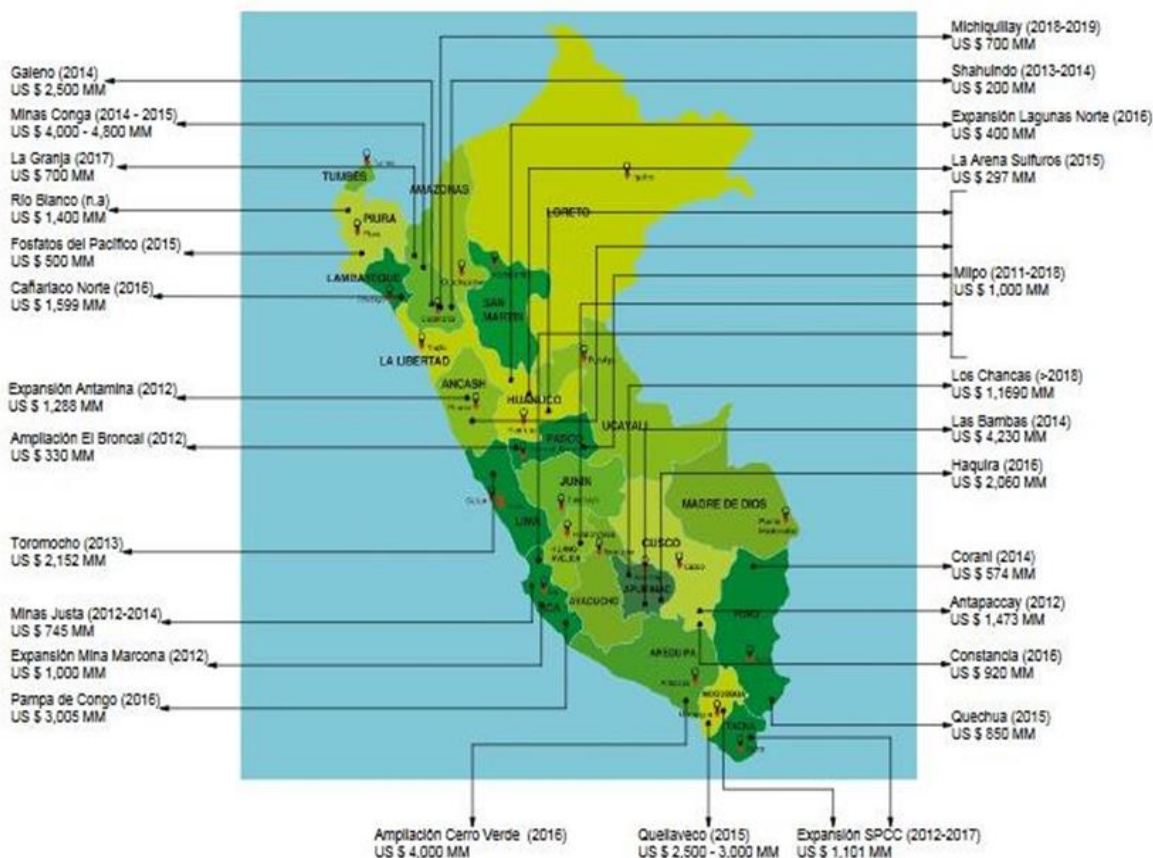 Galeno (2014)
US $ 2,500 MM
Minas Conga (2014 - 2015)
US $ 4,000 - 4,800 MM
La Granja (2017)
US $ 700 MM
Río Blanco (n.a)
US $ 1,400 MM
Fosfatos del Pacifico (2015)
US $ 500 MM
Cañariaco Norte (2016)
US $ 1,599 MM
Expansión Antamina (2012)
US $ 1,288 MM
Ampliación El Broncal (2012)
US $ 330 MM
Toromocho (2013)
US $ 2,152 MM
Minas Justa (2012-2014)
US $ 745 MM
Expansión Mina Marcona (2012)
US $ 1,000 MM
Pampa de Congo (2016)
US $ 3,005 MM
TUMBES
PIURA
AMAZONAS
LORETO
LAMBAYEQUE
SAN
MARTIN
LA LIBERTAD
ANCASH
HUANUCO
UCAYALI
PASCO
JUNIN
LIMA
MADRE DE DIOS
CUSCO
APURIMAC
AYACUCHO
ICA
PUNO
AREQUIPA
MOQUEGUA
TACNA
Michiquillay (2018-2019)
US $ 700 MM
Shahuindo (2013-2014)
US $ 200 MM
Expansión Lagunas Norte (2016)
US $ 400 MM
La Arena Sulfuros (2015)
US $ 297 MM
Milpo (2011-2018)
US $ 1,000 MM
Los Chancas (>2018)
US $ 1,1690 MM
Las Bambas (2014)
US $ 4,230 MM
Haquira (2016)
US $ 2,060 MM
Corani (2014)
US $ 574 MM
Antapaccay (2012)
US $ 1,473 MM
Constancia (2016)
US $ 920 MM
Quechua (2015)
US $ 850 MM
Ampliación Cerro Verde (2016)
US $ 4,000 MM
Quellaveco (2015)
US $ 2,500 - 3,000 MM
Expansión SPCC (2012-2017)
US $ 1,101 MM